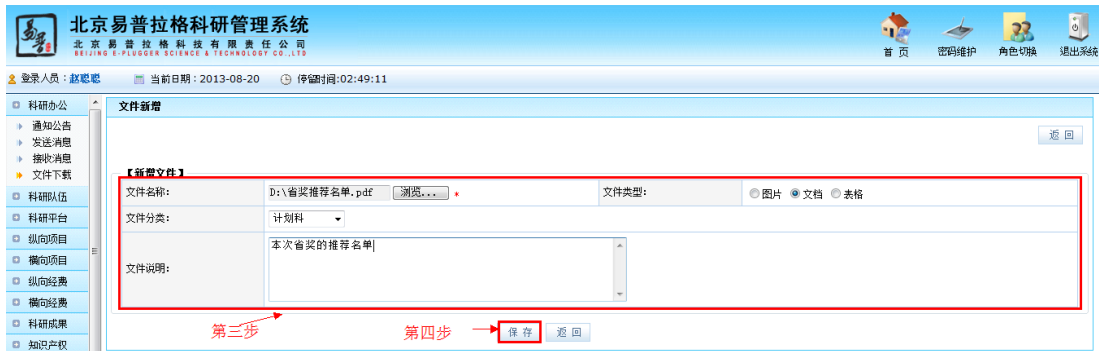 北京易普拉格科研管理系统
北京易普拉格科技有限责任公司
BEIJING E-PLUGGER SCIENCE & TECHNOLOGY CO.,LTD
首 页 密码维护 角色切换 退出系统
登录人员：赵聪聪 当前日期：2013-08-20 停留时间:02:49:11
科研办公
通知公告
发送消息
接收消息
文件下载
科研队伍
科研平台
纵向项目
横向项目
纵向经费
横向经费
科研成果
知识产权
文件新增
返 回
【新增文件】
文件名称： D:\省奖推荐名单.pdf 浏览... * 文件类型： 图片 文档 表格
文件分类： 计划科
文件说明： 本次省奖的推荐名单
第三步 第四步 保 存 返 回